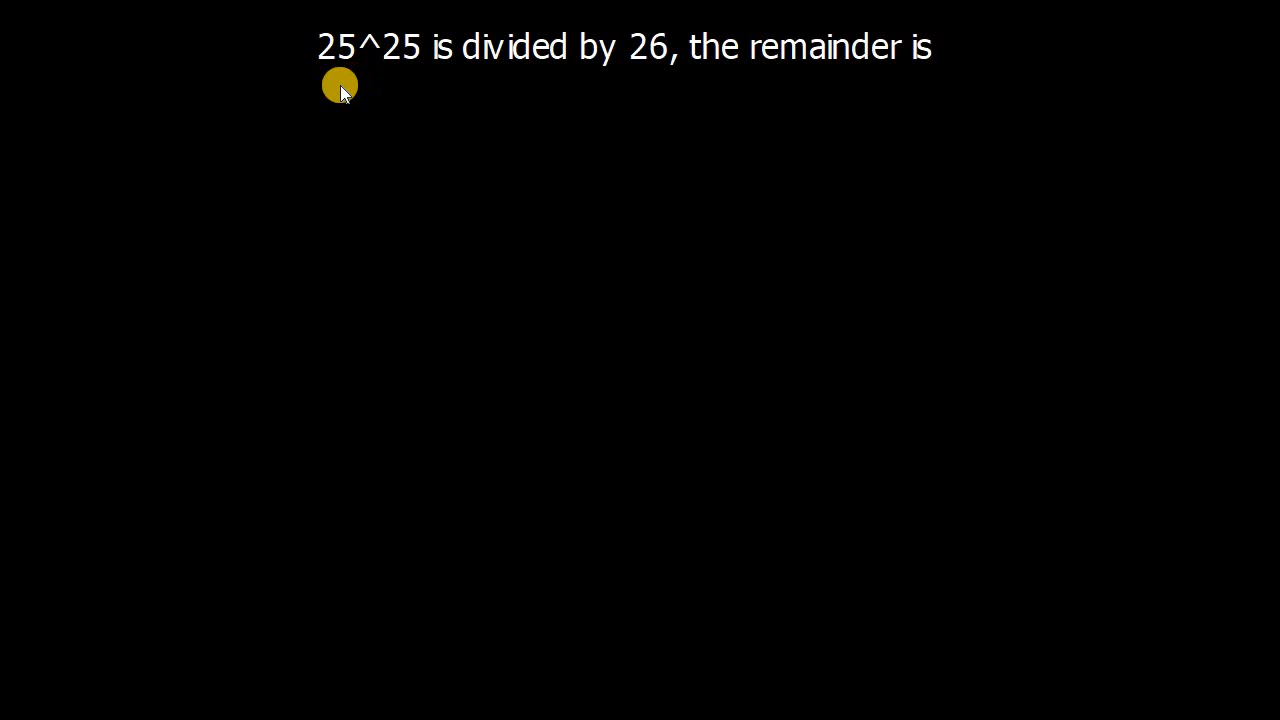 25^25 is divided by 26, the remainder is